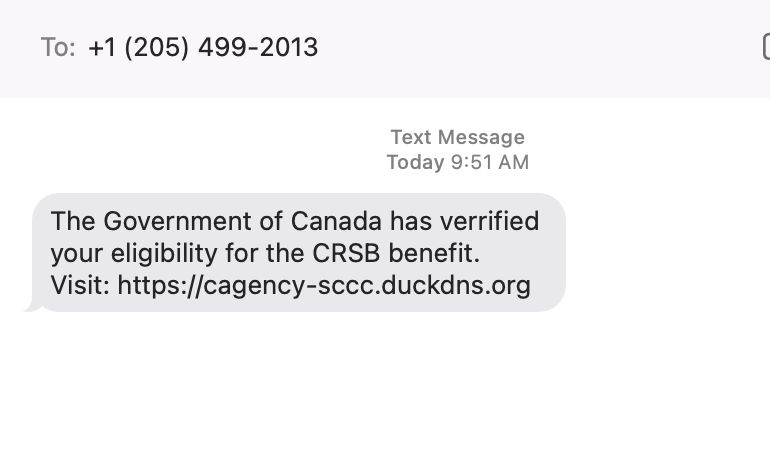 To: +1 (205) 499-2013
Text Message
Today 9:51 AM
The Government of Canada has verrified
your eligibility for the CRSB benefit.
Visit: https://cagency-sccc.duckdns.org